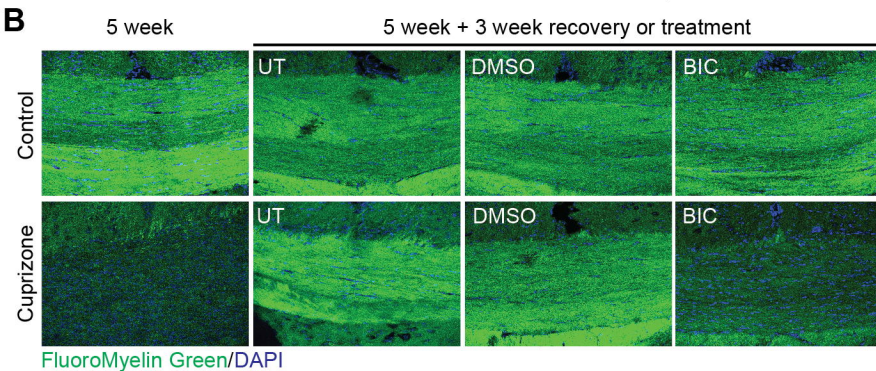 B
5 week
5 week + 3 week recovery or treatment
Control
UT
DMSO
BIC
Cuprizone
UT
DMSO
BIC
FluoroMyelin Green/DAPI